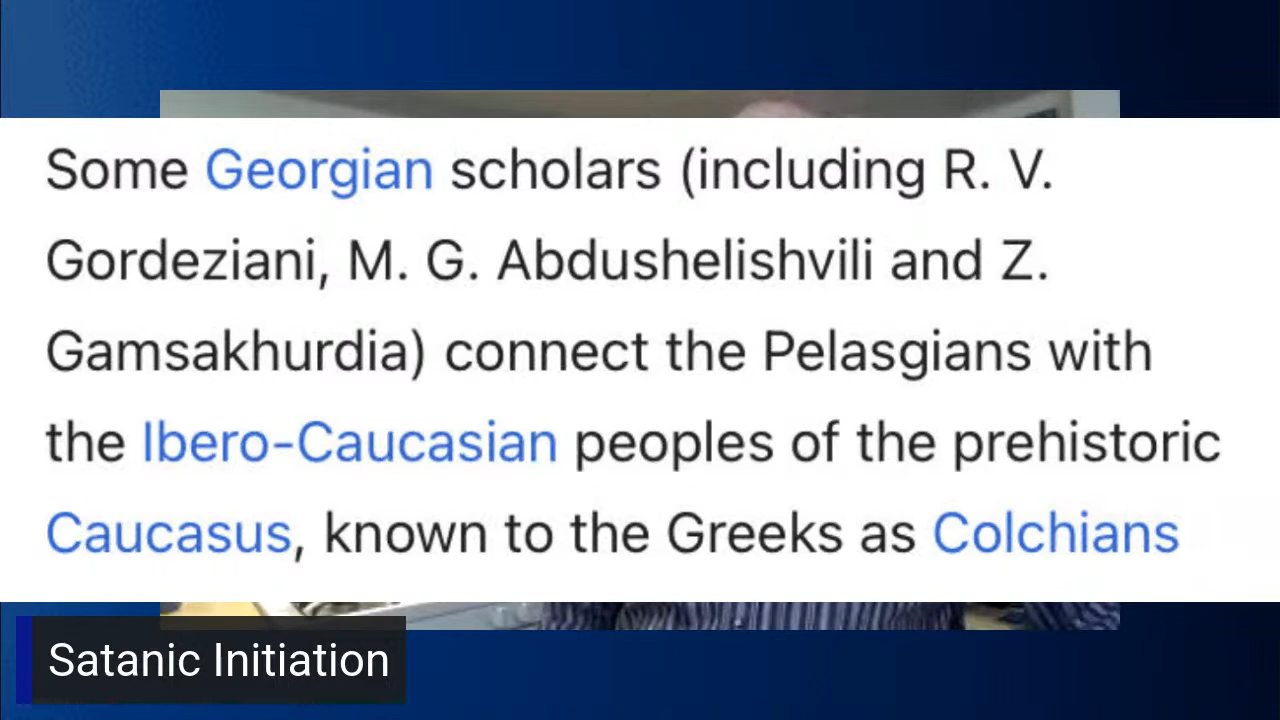 Some Georgian scholars (including R. V.
Gordeziani, M. G. Abdushelishvili and Z.
Gamsakhurdia) connect the Pelasgians with
the Ibero-Caucasian peoples of the prehistoric
Caucasus, known to the Greeks as Colchians
Satanic Initiation